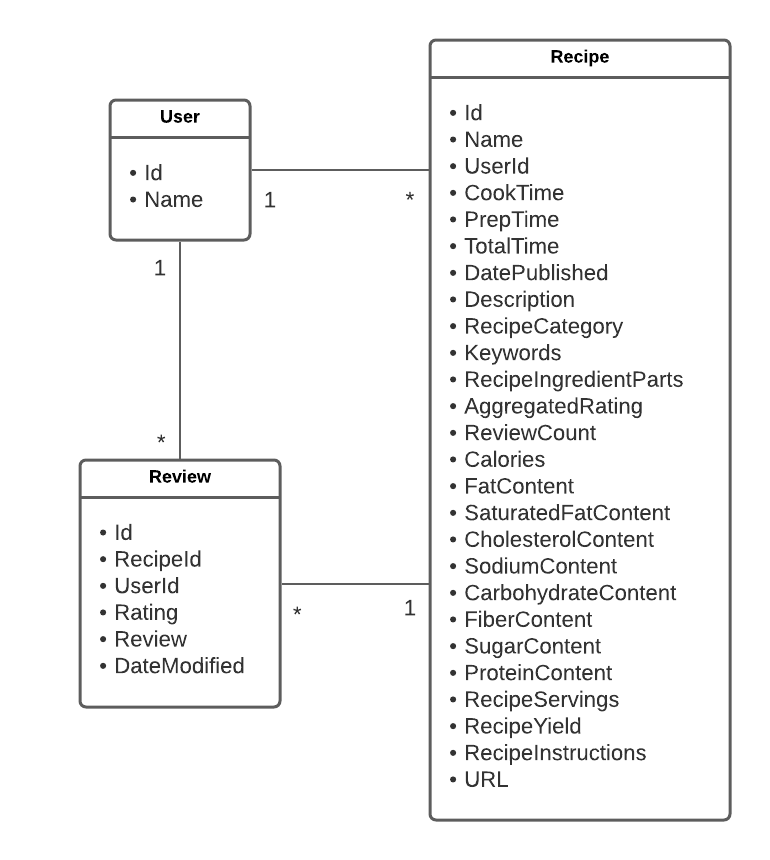 User
• Id
• Name
1
*
1
*
Recipe
• Id
• Name
• UserId
• CookTime
• PrepTime
• TotalTime
• DatePublished
• Description
• RecipeCategory
• Keywords
• RecipeIngredientParts
• AggregatedRating
• ReviewCount
• Calories
• FatContent
• SaturatedFatContent
• CholesterolContent
• SodiumContent
• CarbohydrateContent
• FiberContent
• SugarContent
• ProteinContent
• RecipeServings
• RecipeYield
• RecipeInstructions
• URL
Review
• Id
• RecipeId
• UserId
• Rating
• Review
• DateModified
*
1